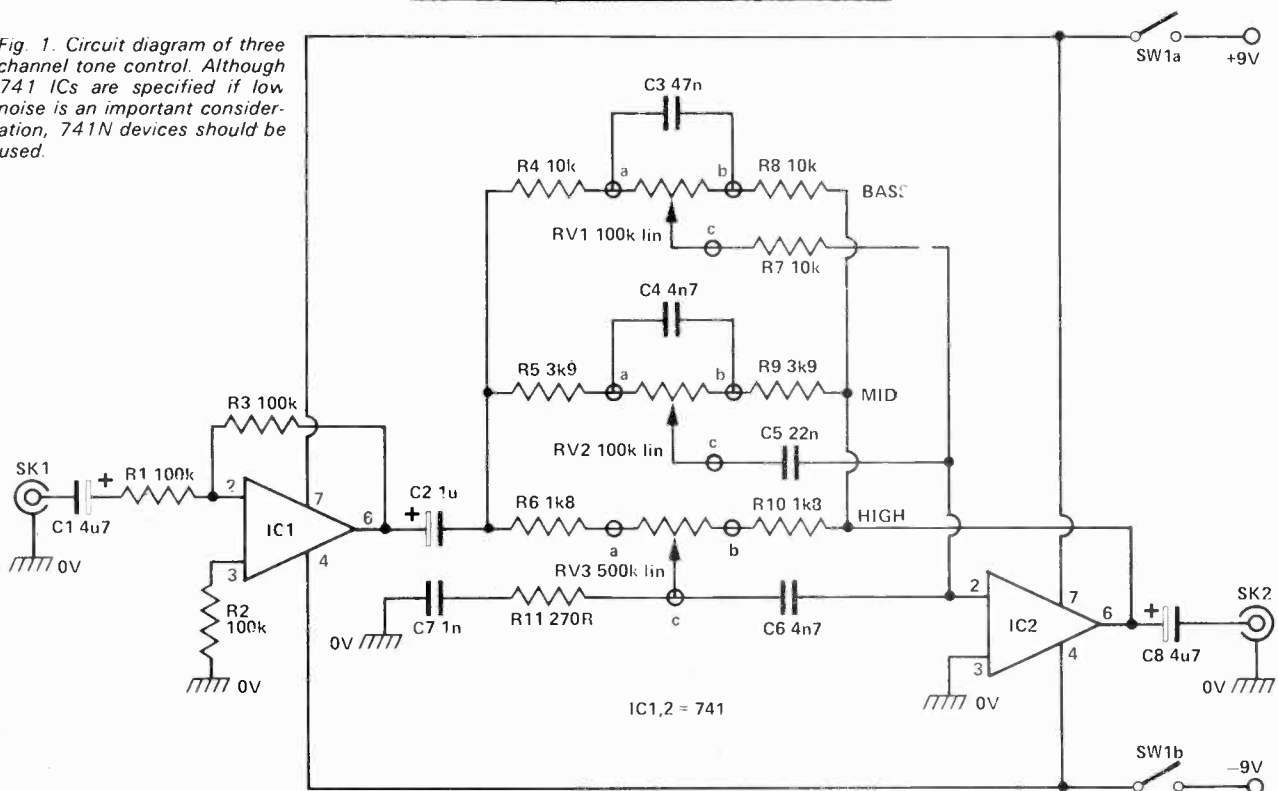 Fig. 1. Circuit diagram of three
channel tone control. Although
741 ICs are specified if low
noise is an important consider-
ation, 741N devices should be
used.
SW1a
+9V
C3 47n
R4 10k
a
b
R8 10k
BASS
RV1 100k lin
c
R7 10k
C4 4n7
R5 3k9
a
b
R9 3k9
MID
RV2 100k lin
c
C5 22n
R3 100k
SK1
+
R1 100k
C1 4u7
0V
2
7
6
IC1
3
4
R2
100k
0V
C2 1u
+
R6 1k8
a
b
R10 1k8
HIGH
RV3 500k lin
0V
C7 1n
R11 270R
c
C6 4n7
2
7
6
IC2
3
4
0V
+
C8 4u7
SK2
0V
IC1,2 = 741
SW1b
−9V